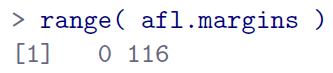 > range( afl.margins )
[1]   0 116